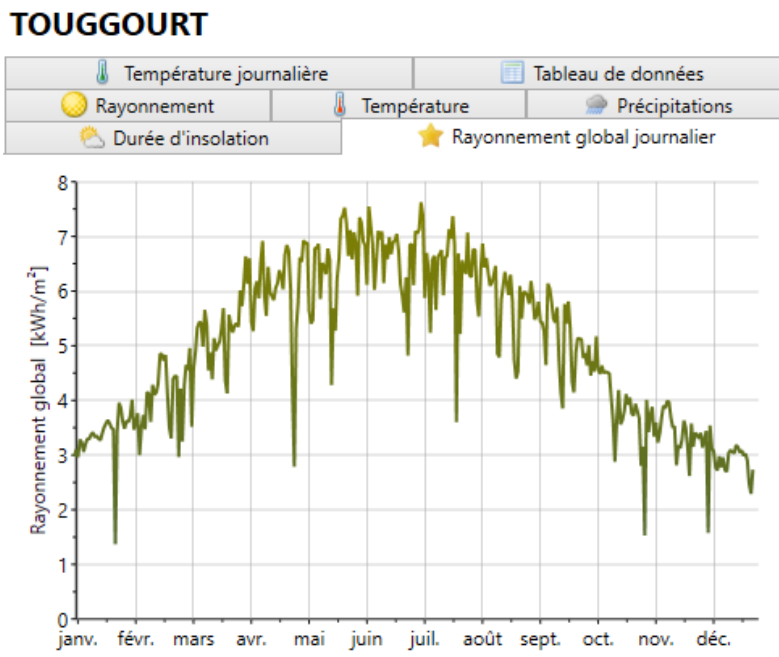 TOUGGOURT
Température journalière Tableau de données
Rayonnement Température Précipitations
Durée d'insolation Rayonnement global journalier
8
7
6
5
4
3
2
1
0
Rayonnement global [kWh/m²]
janv. févr. mars avr. mai juin juil. août sept. oct. nov. déc.